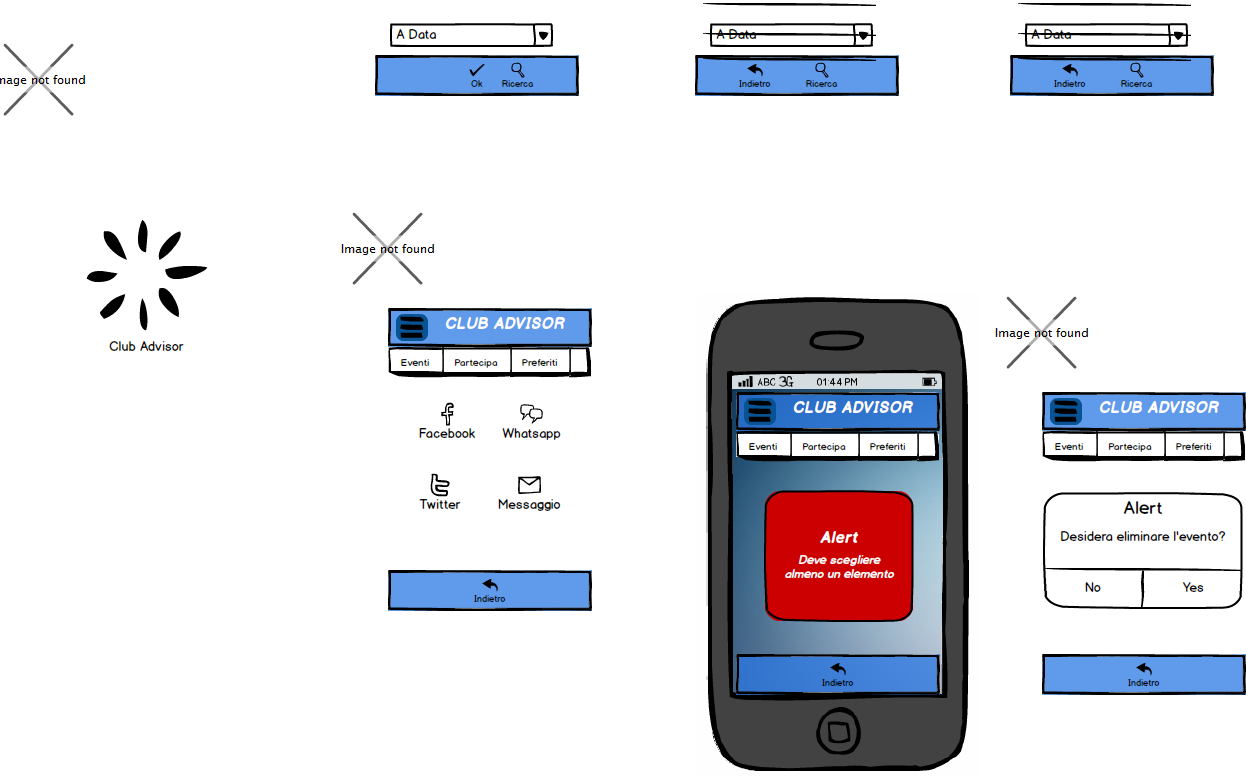 mage not found
A Data
Ok
Ricerca
A Data
Indietro
Ricerca
A Data
Indietro
Ricerca
Club Advisor
Image not found
CLUB ADVISOR
Eventi
Partecipa
Preferiti
Facebook
Whatsapp
Twitter
Messaggio
Indietro
ABC 3G
01:44 PM
CLUB ADVISOR
Eventi
Partecipa
Preferiti
Alert
Deve scegliere
almeno un elemento
Indietro
Image not found
CLUB ADVISOR
Eventi
Partecipa
Preferiti
Alert
Desidera eliminare l'evento?
No
Yes
Indietro